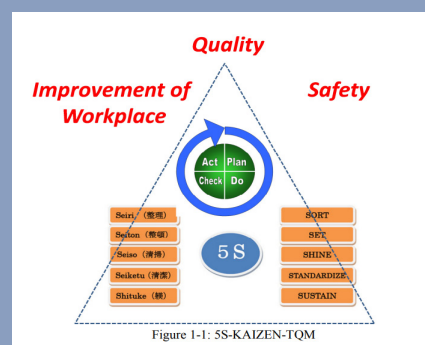 Quality
Improvement of
Workplace
Safety
Act Plan
Check Do
Seiri (整理)
Seiton (整頓)
Seiso (清掃)
Seiketu (清潔)
Shituke (躾)
5 S
SORT
SET
SHINE
STANDARDIZE
SUSTAIN
Figure 1-1: 5S-KAIZEN-TQM